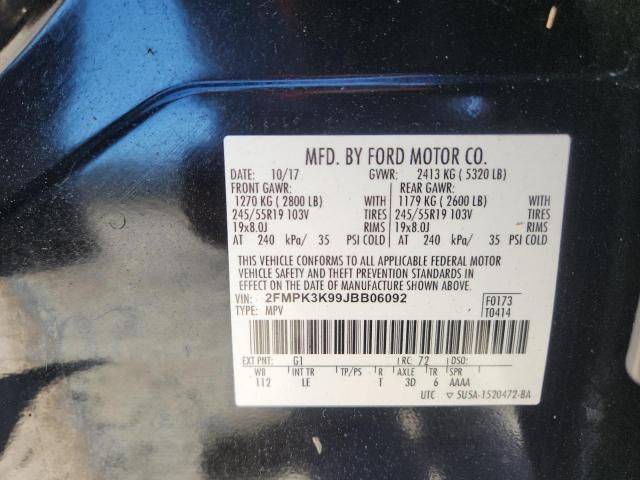 MFD. BY FORD MOTOR CO.
DATE: 10/17 GVWR: 2413 KG ( 5320 LB)
FRONT GAWR: REAR GAWR:
1270 KG ( 2800 LB) WITH 1179 KG ( 2600 LB) WITH
245/55R19 103V TIRES 245/55R19 103V TIRES
19x8.0J RIMS 19x8.0J RIMS
AT 240 kPa/ 35 PSI COLD AT 240 kPa/ 35 PSI COLD
THIS VEHICLE CONFORMS TO ALL APPLICABLE FEDERAL MOTOR
VEHICLE SAFETY AND THEFT PREVENTION STANDARDS IN
EFFECT ON THE DATE OF MANUFACTURE SHOWN ABOVE.
VIN: 2FMPK3K99JBB06092 F0173
TYPE: MPV T0414
EXT PNT: G1 RC: 72 DSO:
WB INT TR TP/PS R AXLE TR SPR
112 LE T 3D 6 AAAA
UTC ▽ 5U5A-1520472-BA